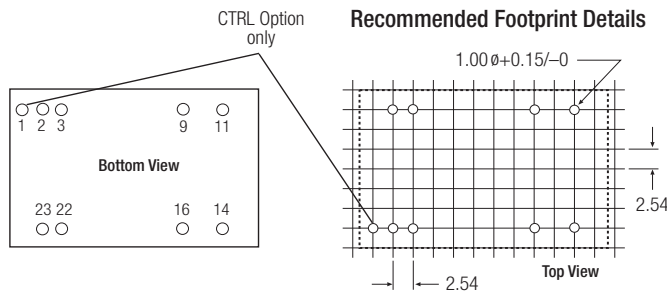 CTRL Option
only
Recommended Footprint Details
1.00 ø+0.15/–0
1 2 3 9 11
Bottom View
23 22 16 14
2.54
2.54
Top View